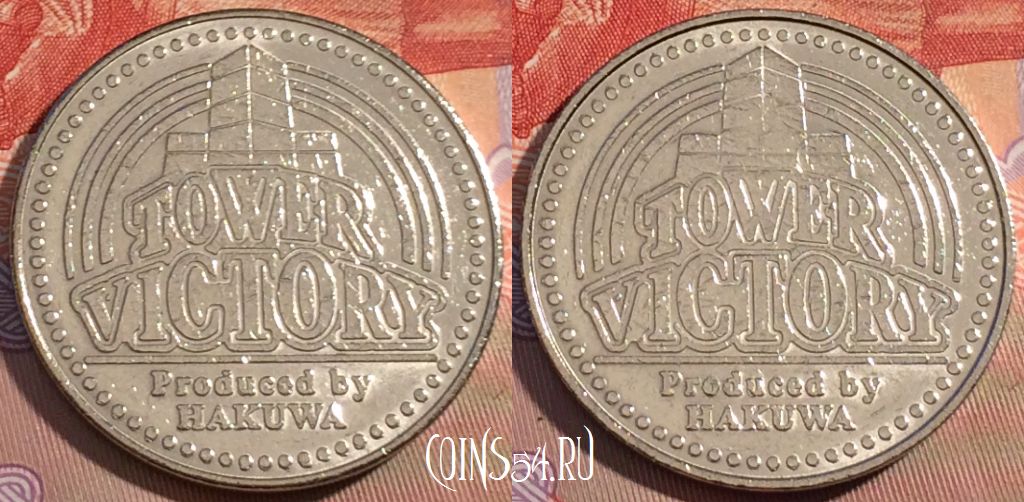 TOWER
VICTORY
Produced by
HAKUWA
TOWER
VICTORY
Produced by
HAKUWA
COINS54.RU